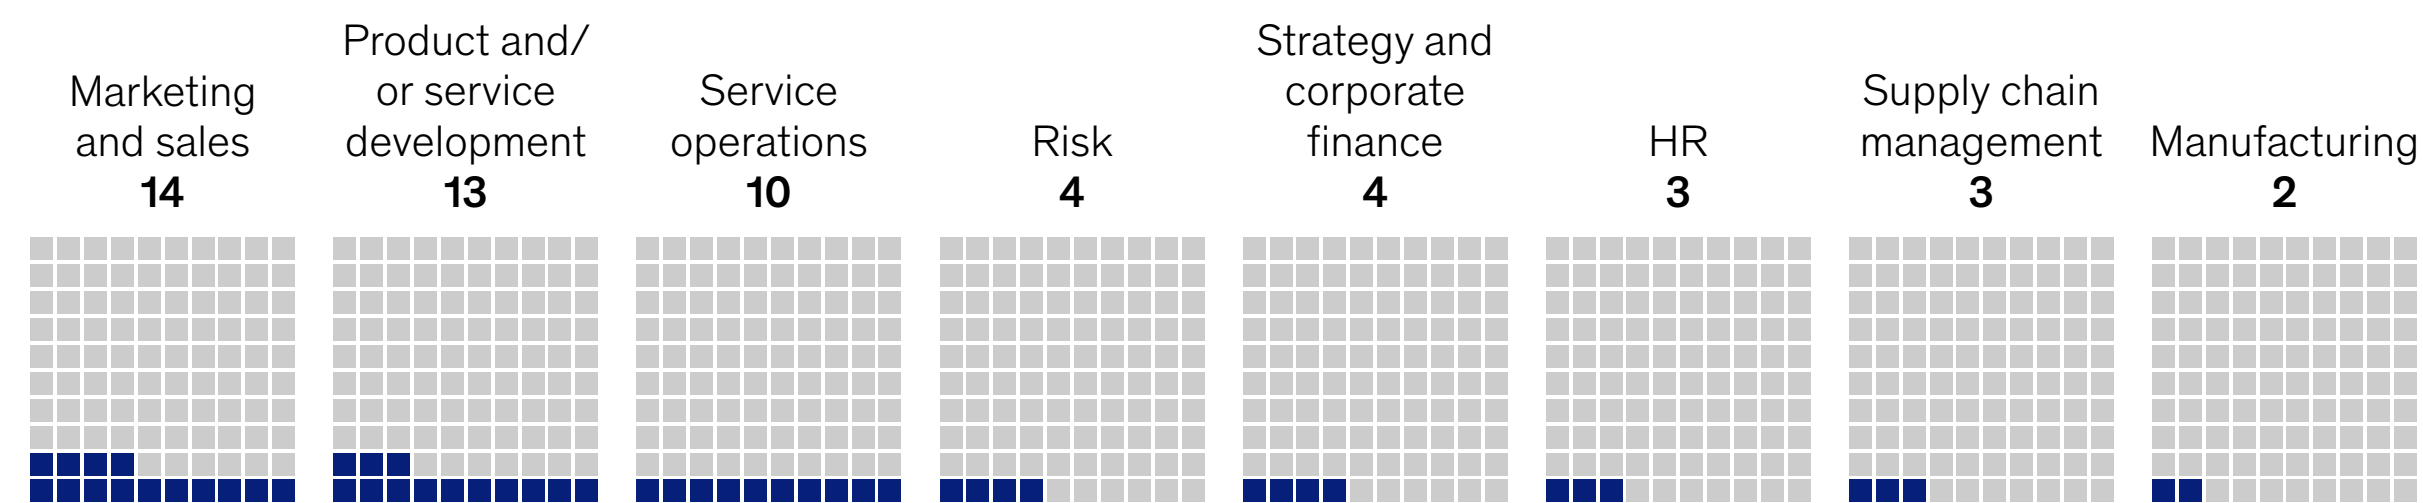 Marketing
and sales
14
Product and/
or service
development
13
Service
operations
10
Risk
4
Strategy and
corporate
finance
4
HR
3
Supply chain
management
3
Manufacturing
2